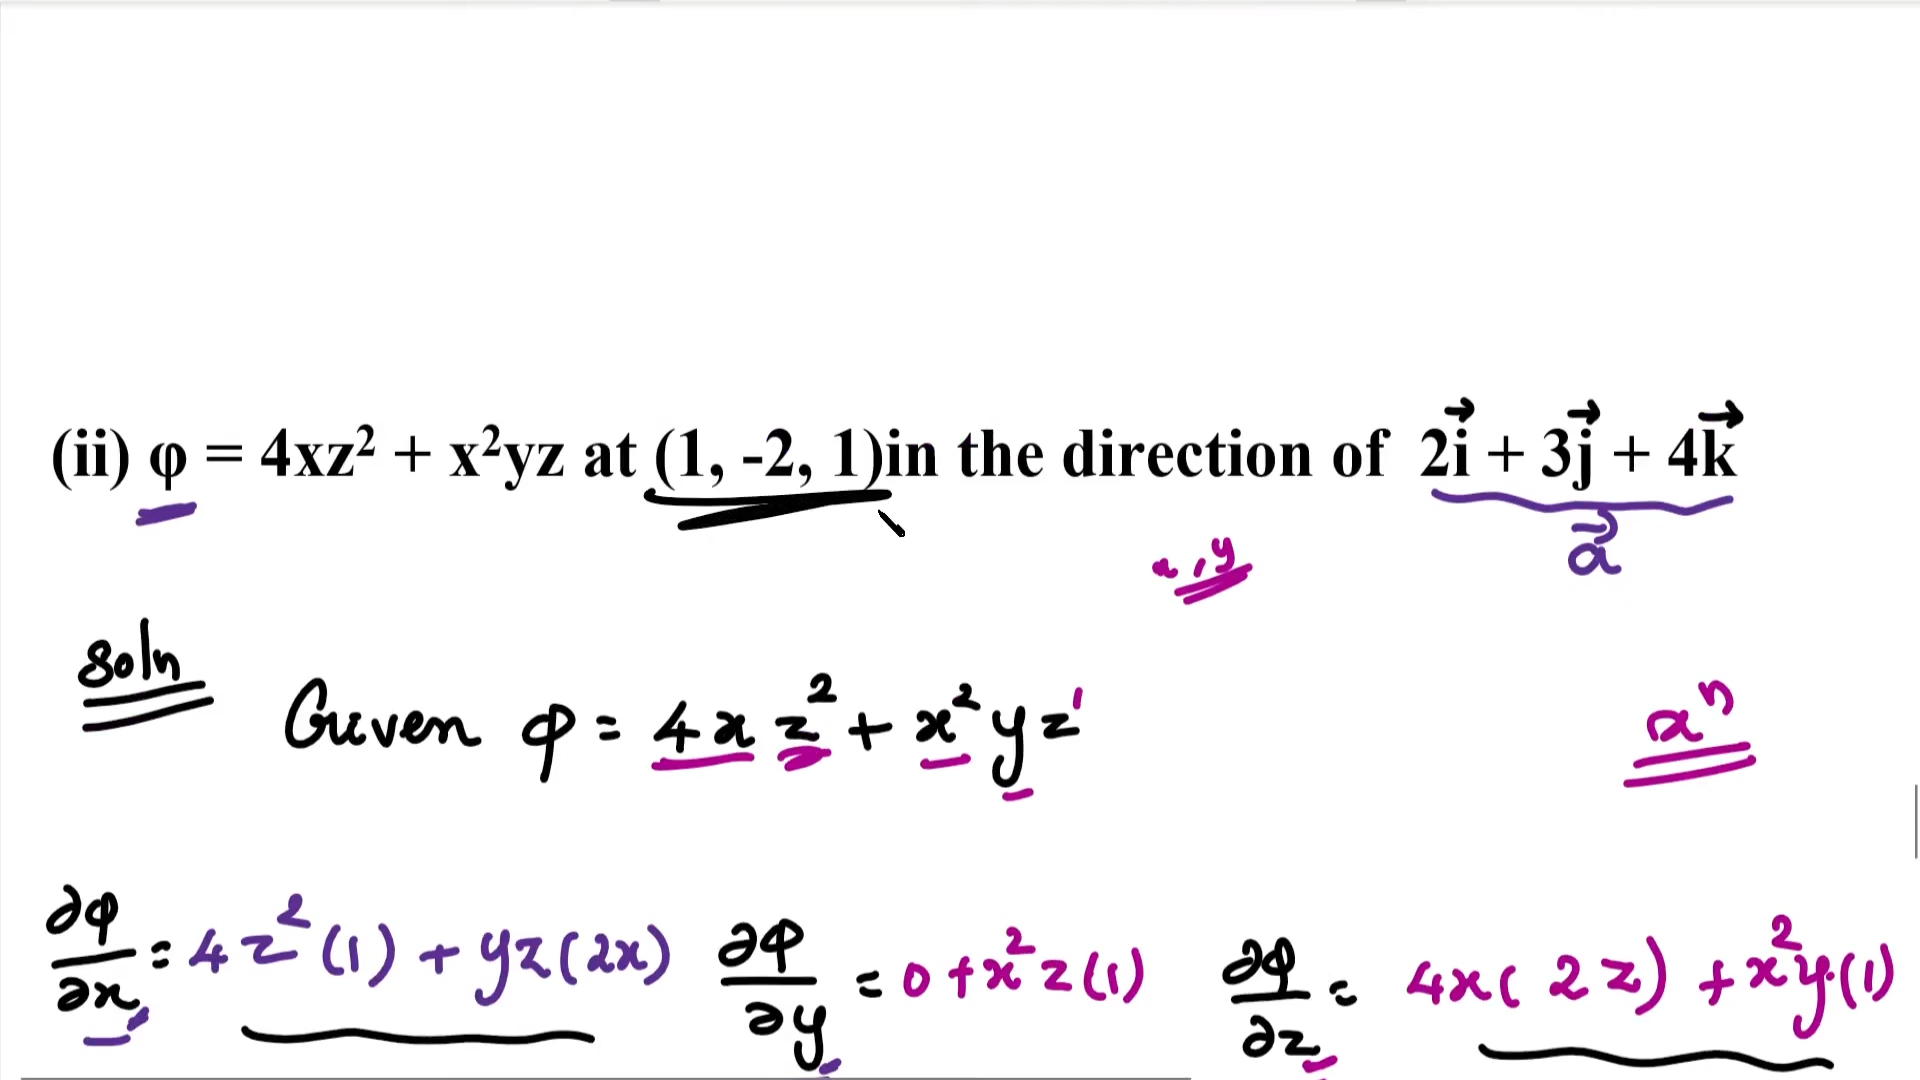 (ii) φ = 4xz² + x²yz at (1, -2, 1)in the direction of 2i⃗ + 3j⃗ + 4k⃗
a⃗
x, y
Soln
Given φ = 4xz² + x²yz¹
xⁿ
∂φ/∂x = 4z²(1) + yz(2x) ∂φ/∂y = 0 + x²z(1) ∂φ/∂z = 4x(2z) + x²y.(1)